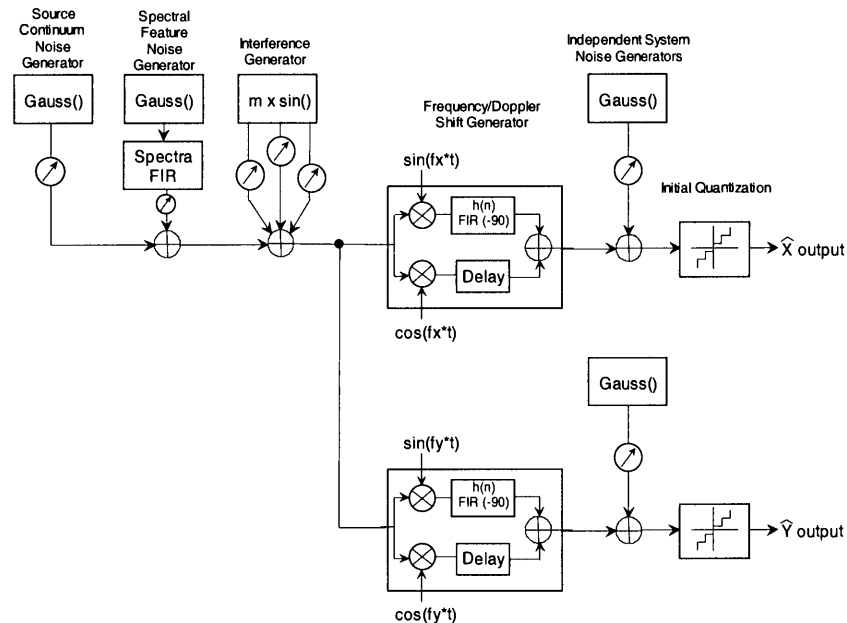 Source
Continuum
Noise
Generator
Spectral
Feature
Noise
Generator
Interference
Generator
Gauss()
Gauss()
m x sin()
Spectra
FIR
Frequency/Doppler
Shift Generator
sin(fx*t)
h(n)
FIR (-90)
Delay
cos(fx*t)
Independent System
Noise Generators
Gauss()
Initial Quantization
X̂ output
Gauss()
sin(fy*t)
h(n)
FIR (-90)
Delay
cos(fy*t)
Ŷ output